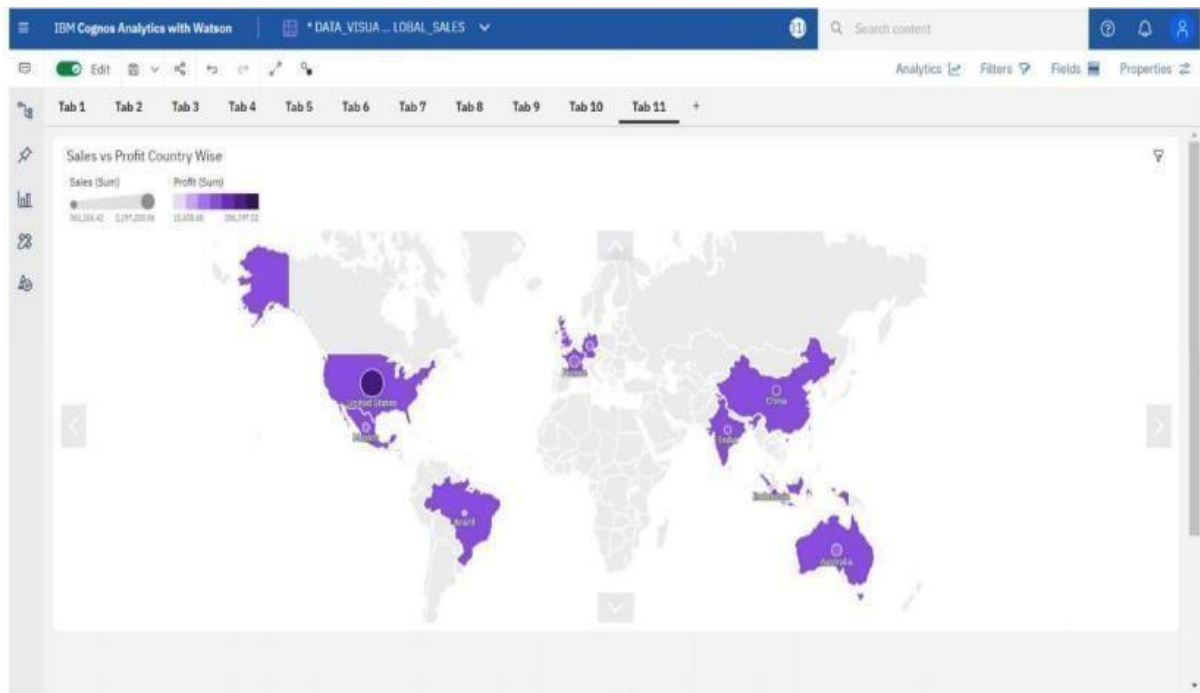 IBM Cognos Analytics with Watson
* DATA_VISUA ... LOBAL_SALES
Search content
Edit
Analytics
Filters
Fields
Properties
Tab 1 Tab 2 Tab 3 Tab 4 Tab 5 Tab 6 Tab 7 Tab 8 Tab 9 Tab 10 Tab 11 +
Sales vs Profit Country Wise
Sales (Sum) Profit (Sum)
United States
Mexico
France
China
India
Indonesia
Brazil
Australia